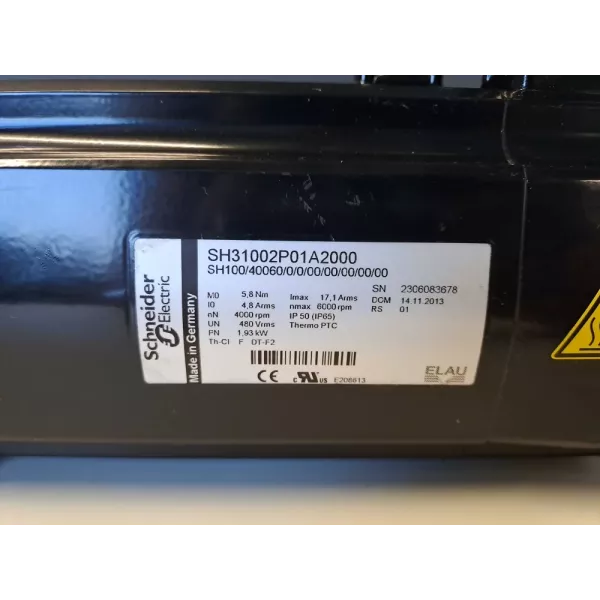 Schneider
Electric
Made in Germany
SH31002P01A2000
SH100/40060/0/0/00/00/00/00/00
SN 2306083678
M0 5,8 Nm Imax 17,1 Arms DOM 14.11.2013
I0 4,8 Arms nmax 6000 rpm RS 01
nN 4000 rpm IP 50 (IP65)
UN 480 Vrms Thermo PTC
PN 1,93 kW
Th-Cl F OT-F2
CE c UR US E208613
ELAU